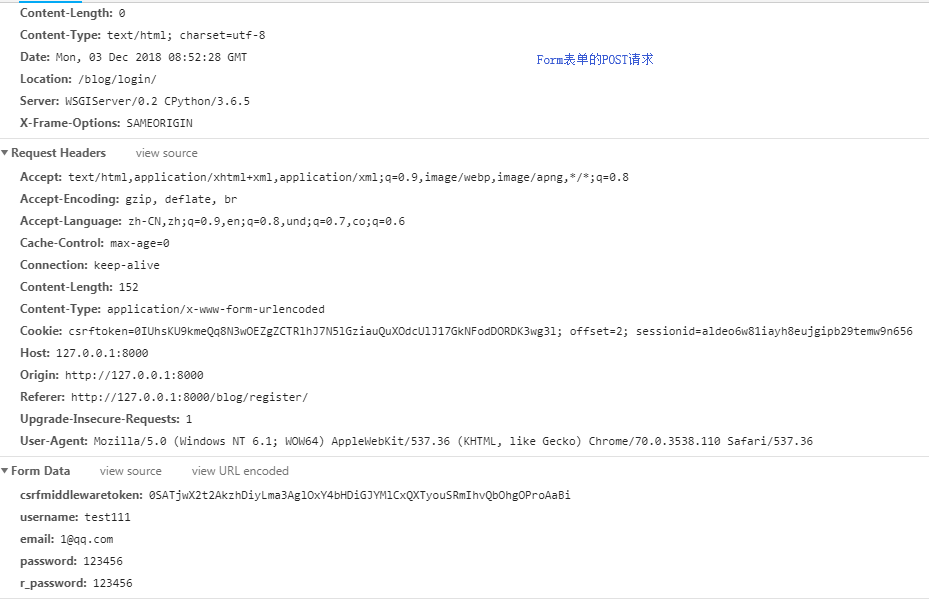 Content-Length: 0
Content-Type: text/html; charset=utf-8
Date: Mon, 03 Dec 2018 08:52:28 GMT
Form表单的POST请求
Location: /blog/login/
Server: WSGIServer/0.2 CPython/3.6.5
X-Frame-Options: SAMEORIGIN
Request Headers view source
Accept: text/html,application/xhtml+xml,application/xml;q=0.9,image/webp,image/apng,*/*;q=0.8
Accept-Encoding: gzip, deflate, br
Accept-Language: zh-CN,zh;q=0.9,en;q=0.8,und;q=0.7,co;q=0.6
Cache-Control: max-age=0
Connection: keep-alive
Content-Length: 152
Content-Type: application/x-www-form-urlencoded
Cookie: csrftoken=0IUhsKU9kmeQq8N3wOEZgZCTRlhJ7N5lGziauQuXOdcUlJ17GkNFodDORDK3wg3l; offset=2; sessionid=aldeo6w81iayh8eujgipb29temw9n656
Host: 127.0.0.1:8000
Origin: http://127.0.0.1:8000
Referer: http://127.0.0.1:8000/blog/register/
Upgrade-Insecure-Requests: 1
User-Agent: Mozilla/5.0 (Windows NT 6.1; WOW64) AppleWebKit/537.36 (KHTML, like Gecko) Chrome/70.0.3538.110 Safari/537.36
Form Data view source view URL encoded
csrfmiddlewaretoken: 0SATjwX2t2AkzhDiyLma3AglOxY4bHDiGJYMlCxQXTyouSRmIhvQbOhgOProAaBi
username: test111
email: 1@qq.com
password: 123456
r_password: 123456